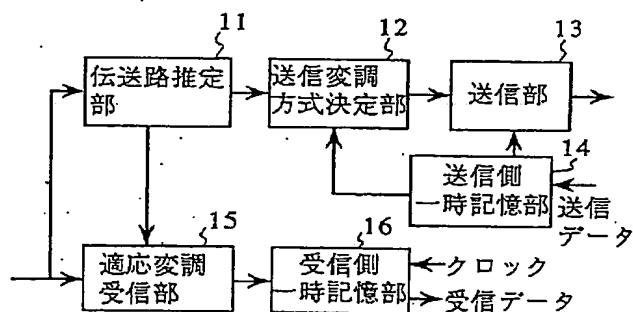 11
伝送路推定
部
12
送信変調
方式決定部
13
送信部
14
送信側
一時記憶部
送信
データ
15
適応変調
受信部
16
受信側
一時記憶部
クロック
受信データ